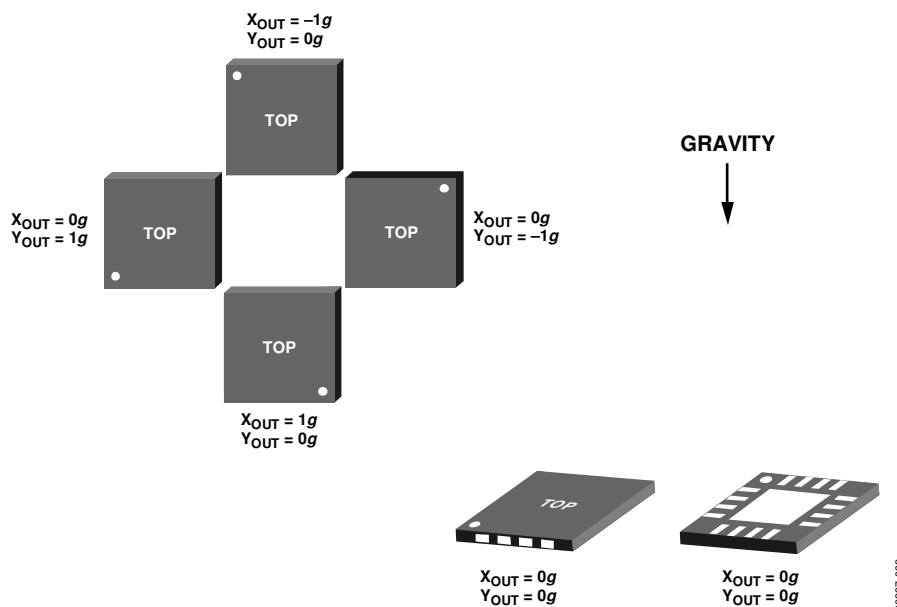 XOUT = –1g
YOUT = 0g
TOP
GRAVITY
XOUT = 0g
YOUT = 1g
TOP
TOP
XOUT = 0g
YOUT = –1g
TOP
XOUT = 1g
YOUT = 0g
TOP
XOUT = 0g
YOUT = 0g
XOUT = 0g
YOUT = 0g